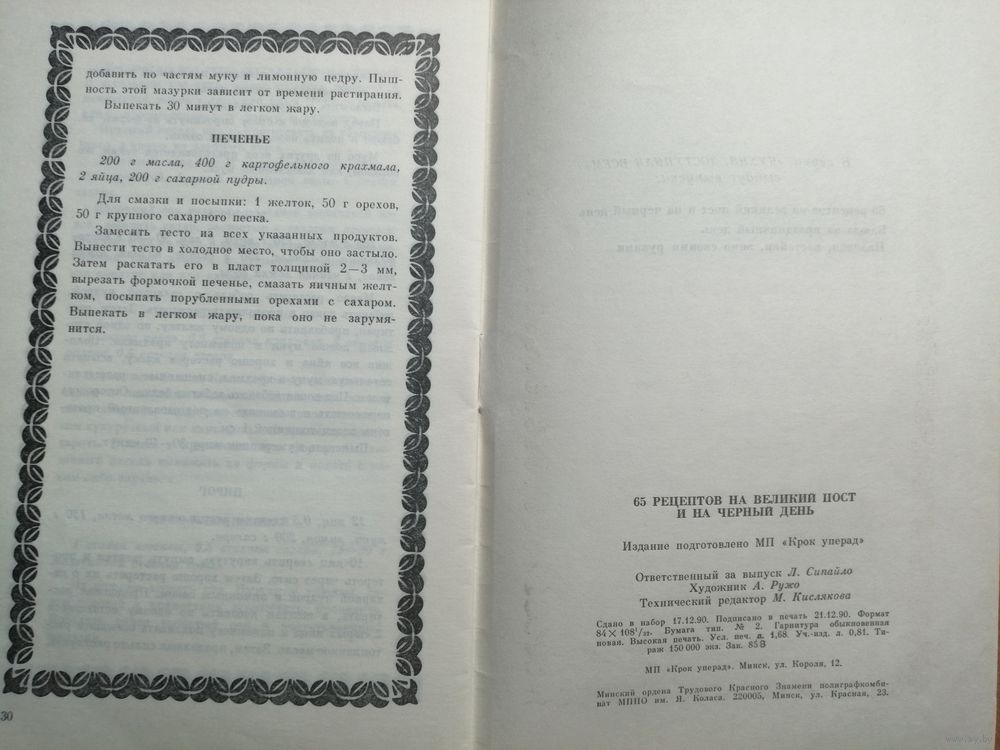 добавить по частям муку и лимонную цедру. Пыш-
ность этой мазурки зависит от времени растирания.
Выпекать 30 минут в легком жару.
ПЕЧЕНЬЕ
200 г масла, 400 г картофельного крахмала,
2 яйца, 200 г сахарной пудры.
Для смазки и посыпки: 1 желток, 50 г орехов,
50 г крупного сахарного песка.
Замесить тесто из всех указанных продуктов.
Вынести тесто в холодное место, чтобы оно застыло.
Затем раскатать его в пласт толщиной 2—3 мм,
вырезать формочкой печенье, смазать яичным желт-
ком, посыпать порубленными орехами с сахаром.
Выпекать в легком жару, пока оно не зарумя-
нится.
30
65 РЕЦЕПТОВ НА ВЕЛИКИЙ ПОСТ
И НА ЧЕРНЫЙ ДЕНЬ
Издание подготовлено МП «Крок уперад»
Ответственный за выпуск Л. Сипайло
Художник А. Ружо
Технический редактор М. Кислякова
Сдано в набор 17.12.90. Подписано в печать 21.12.90. Формат
84×108¹/₃₂. Бумага тип. № 2. Гарнитура обыкновенная
новая. Высокая печать. Усл. печ. л. 1,68. Уч.-изд. л. 0,81. Ти-
раж 150 000 экз. Зак. 858
МП «Крок уперад». Минск, ул. Короля, 12.
Минский ордена Трудового Красного Знамени полиграфкомби-
нат МППО им. Я. Коласа. 220005, Минск, ул. Красная, 23.
www.ay.by